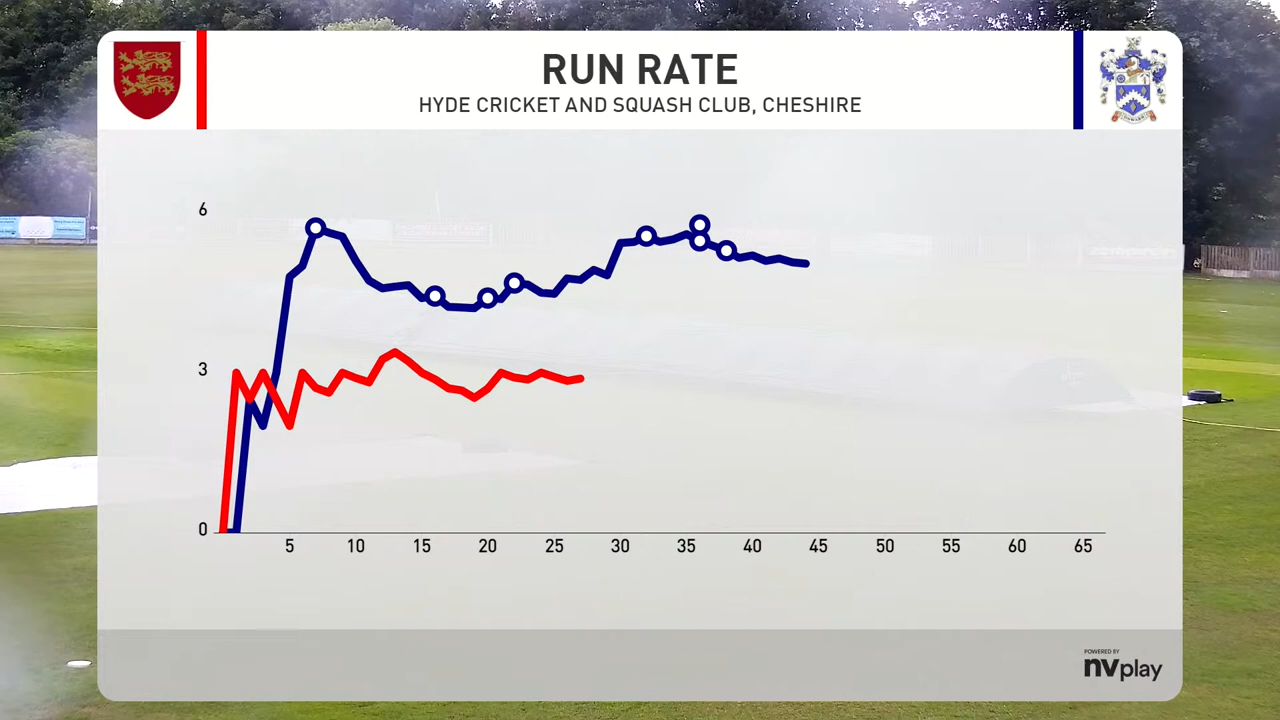 RUN RATE
HYDE CRICKET AND SQUASH CLUB, CHESHIRE
6
3
0
5 10 15 20 25 30 35 40 45 50 55 60 65
POWERED BY
nvplay